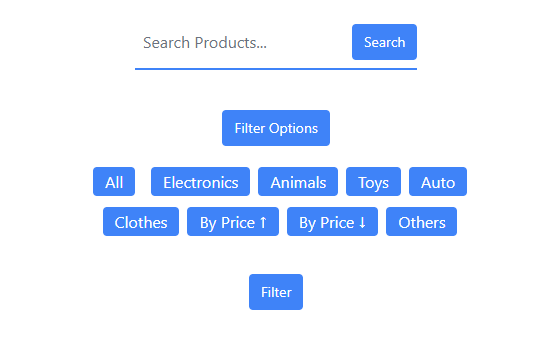 Search Products... Search
Filter Options
All Electronics Animals Toys Auto
Clothes By Price ↑ By Price ↓ Others
Filter